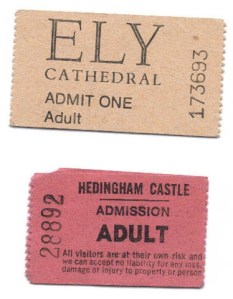 ELY
CATHEDRAL
ADMIT ONE
Adult
173693
HEDINGHAM CASTLE
ADMISSION
ADULT
All visitors are at their own risk and
we can accept no liability for any loss,
damage or injury to property or person
28892